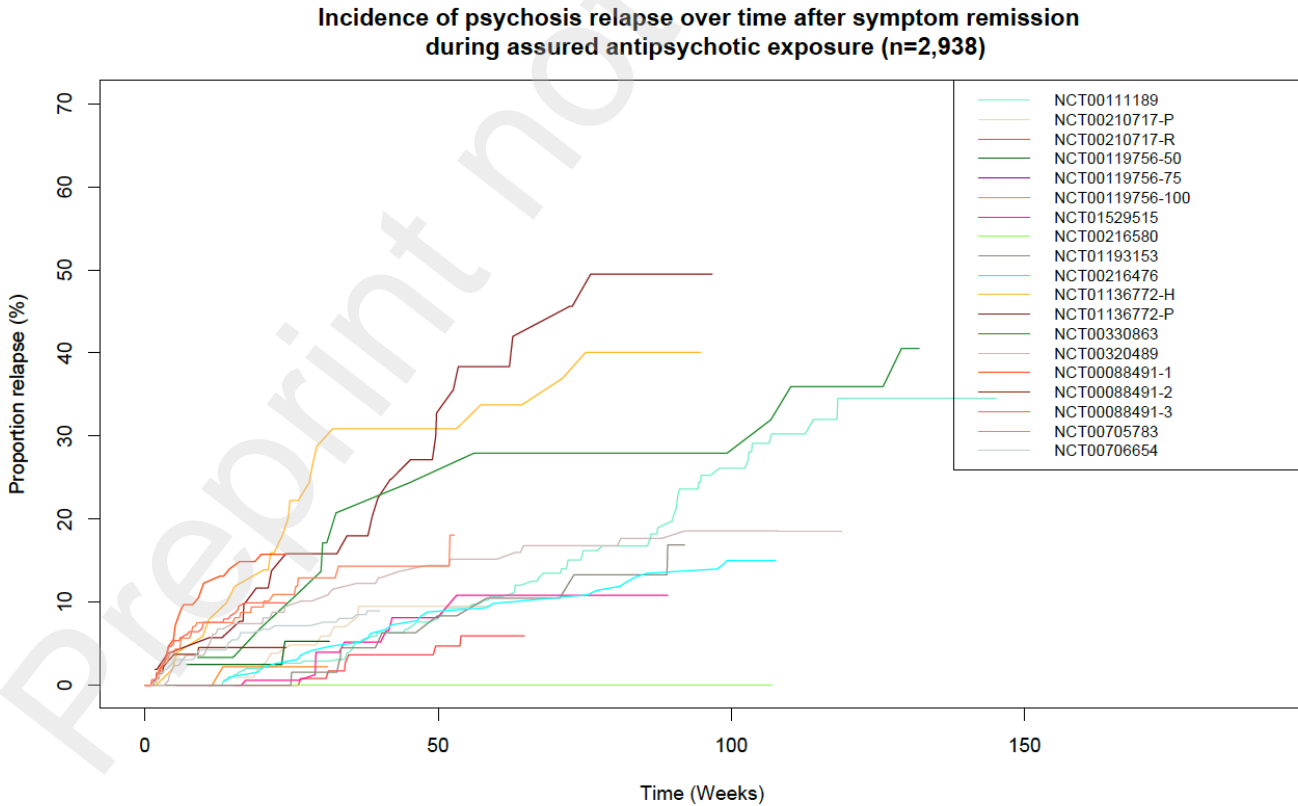 Incidence of psychosis relapse over time after symptom remission
during assured antipsychotic exposure (n=2,938)
Preprint no
Proportion relapse (%)
70
60
50
40
30
20
10
0
0
50
100
150
Time (Weeks)
NCT00111189
NCT00210717-P
NCT00210717-R
NCT00119756-50
NCT00119756-75
NCT00119756-100
NCT01529515
NCT00216580
NCT01193153
NCT00216476
NCT01136772-H
NCT01136772-P
NCT00330863
NCT00320489
NCT00088491-1
NCT00088491-2
NCT00088491-3
NCT00705783
NCT00706654